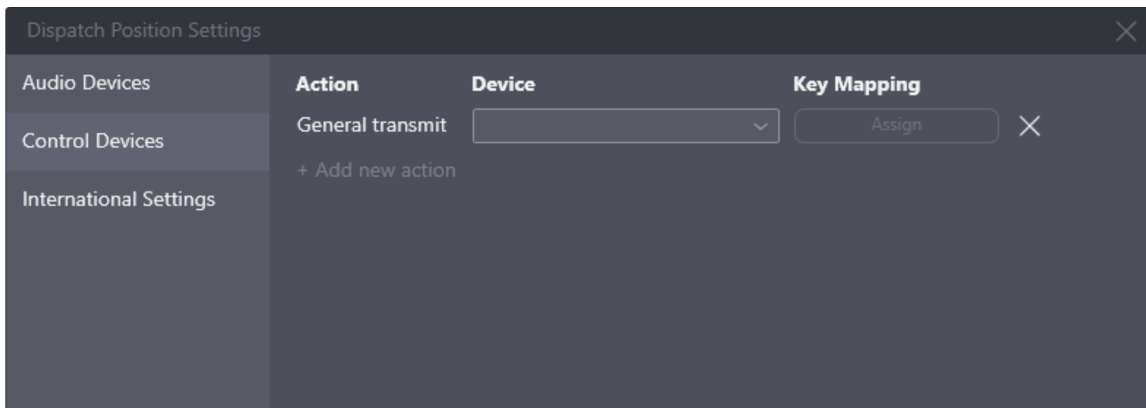 Dispatch Position Settings
Audio Devices
Control Devices
International Settings
Action Device Key Mapping
General transmit Assign
+ Add new action